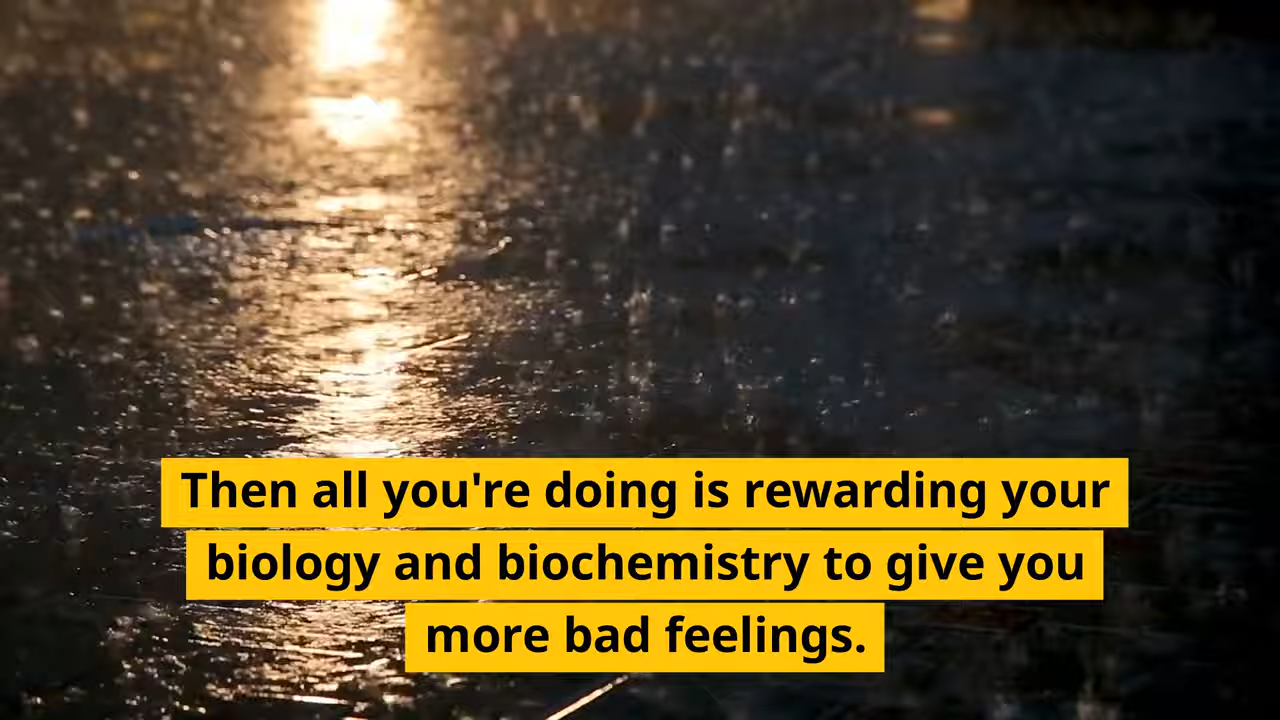 Then all you're doing is rewarding your
biology and biochemistry to give you
more bad feelings.